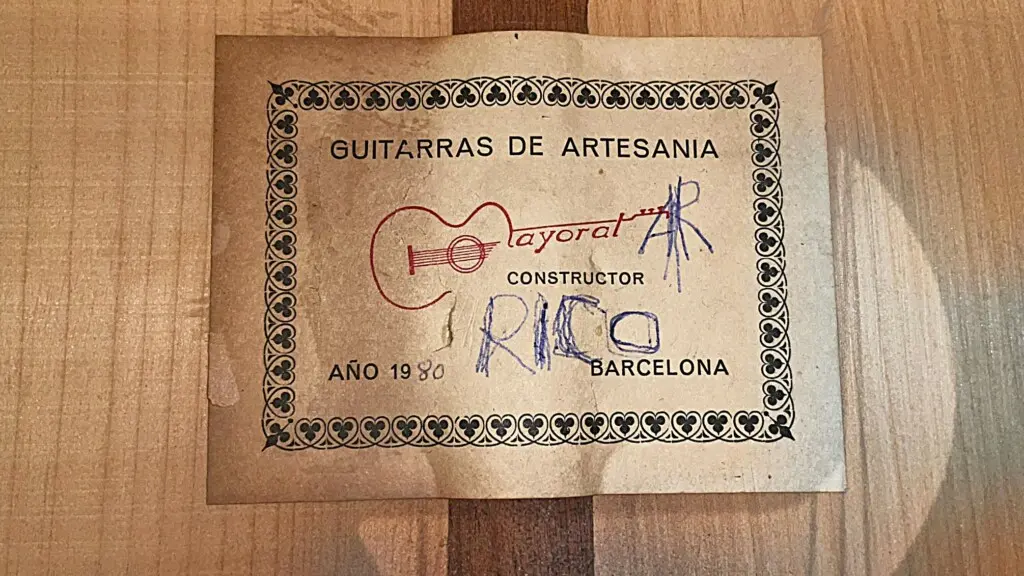 GUITARRAS DE ARTESANIA
Mayoral AR
CONSTRUCTOR
RICO
AÑO 1980 BARCELONA